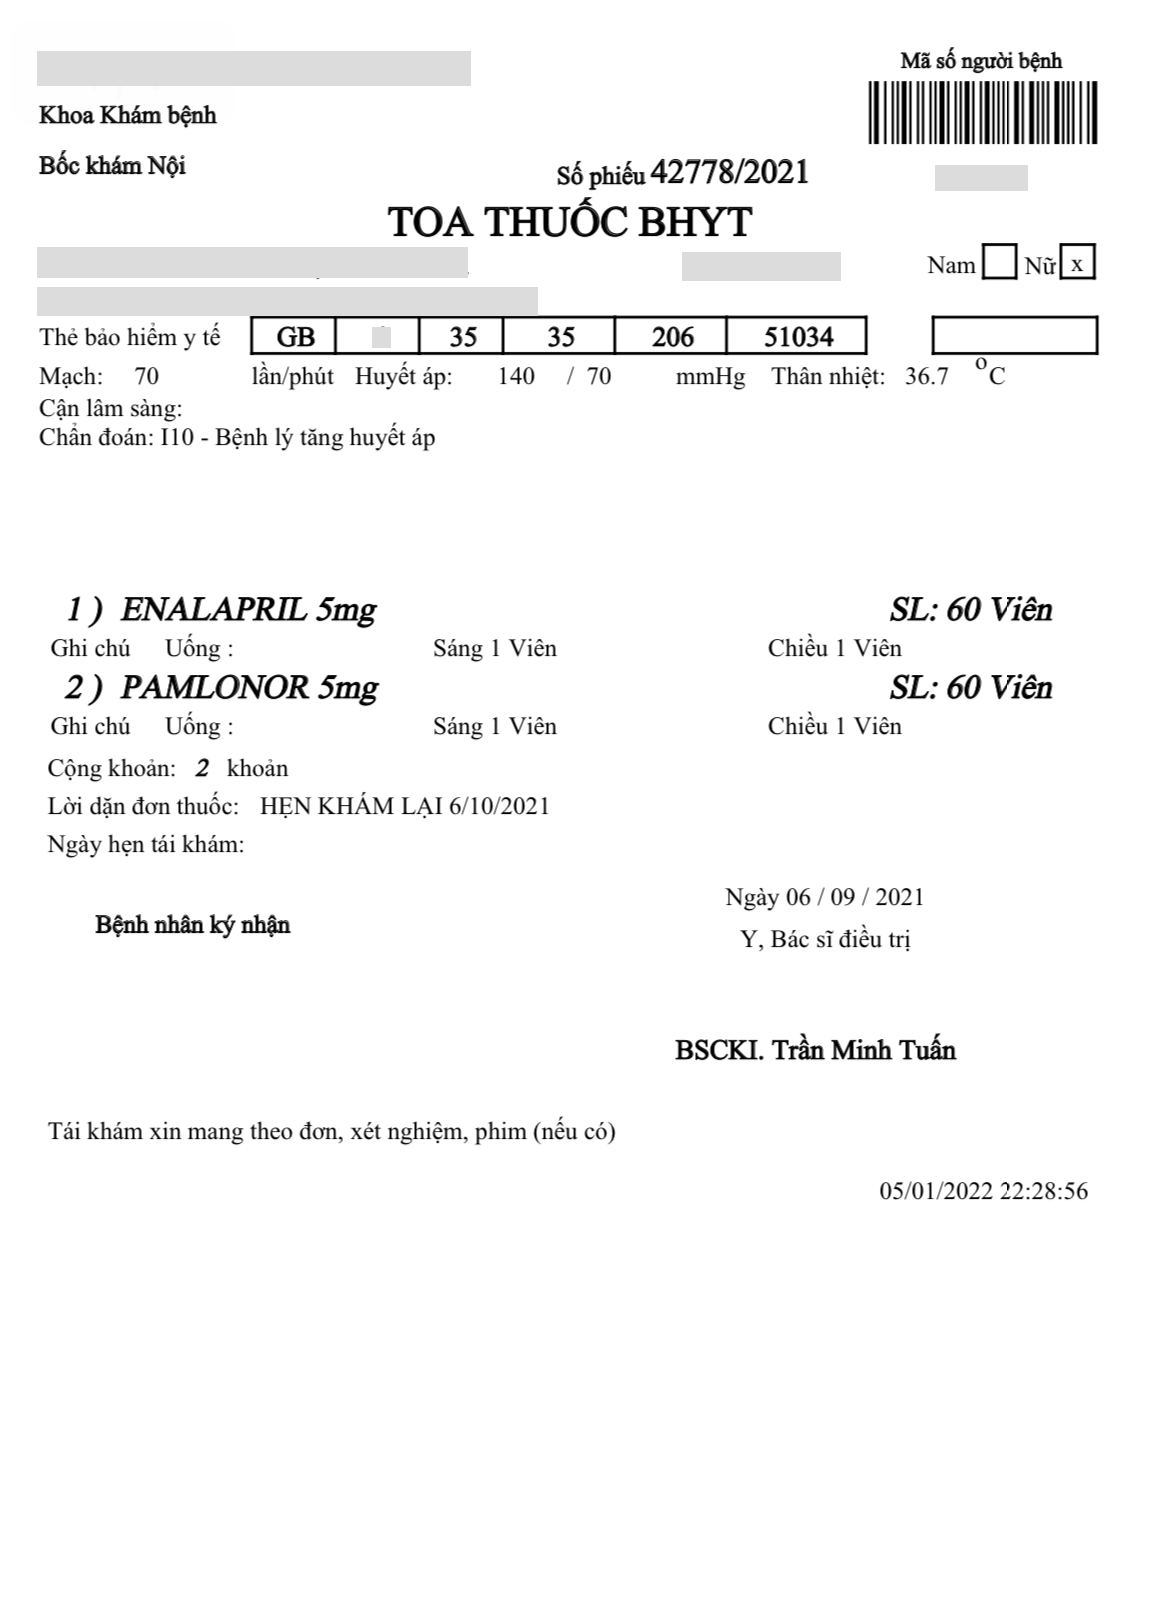 Mã số người bệnh
Khoa Khám bệnh
Bốc khám Nội
Số phiếu 42778/2021
TOA THUỐC BHYT
Nam Nữ x
Thẻ bảo hiểm y tế GB 35 35 206 51034
Mạch: 70 lần/phút Huyết áp: 140 / 70 mmHg Thân nhiệt: 36.7 °C
Cận lâm sàng:
Chẩn đoán: I10 - Bệnh lý tăng huyết áp
1 ) ENALAPRIL 5mg SL: 60 Viên
Ghi chú Uống : Sáng 1 Viên Chiều 1 Viên
2 ) PAMLONOR 5mg SL: 60 Viên
Ghi chú Uống : Sáng 1 Viên Chiều 1 Viên
Cộng khoản: 2 khoản
Lời dặn đơn thuốc: HẸN KHÁM LẠI 6/10/2021
Ngày hẹn tái khám:
Ngày 06 / 09 / 2021
Bệnh nhân ký nhận
Y, Bác sĩ điều trị
BSCKI. Trần Minh Tuấn
Tái khám xin mang theo đơn, xét nghiệm, phim (nếu có)
05/01/2022 22:28:56